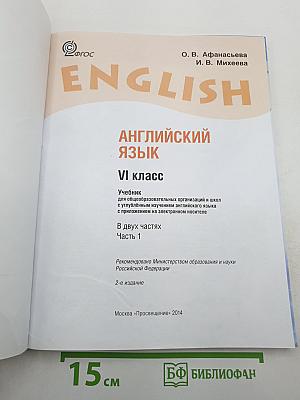 ФГОС
О. В. Афанасьева
И. В. Михеева
ENGLISH
АНГЛИЙСКИЙ
ЯЗЫК
VI класс
Учебник
для общеобразовательных организаций и школ
с углублённым изучением английского языка
с приложением на электронном носителе
В двух частях
Часть 1
Рекомендовано Министерством образования и науки
Российской Федерации
2-е издание
Москва «Просвещение» 2014
15 см
БФ БИБЛИОФАН